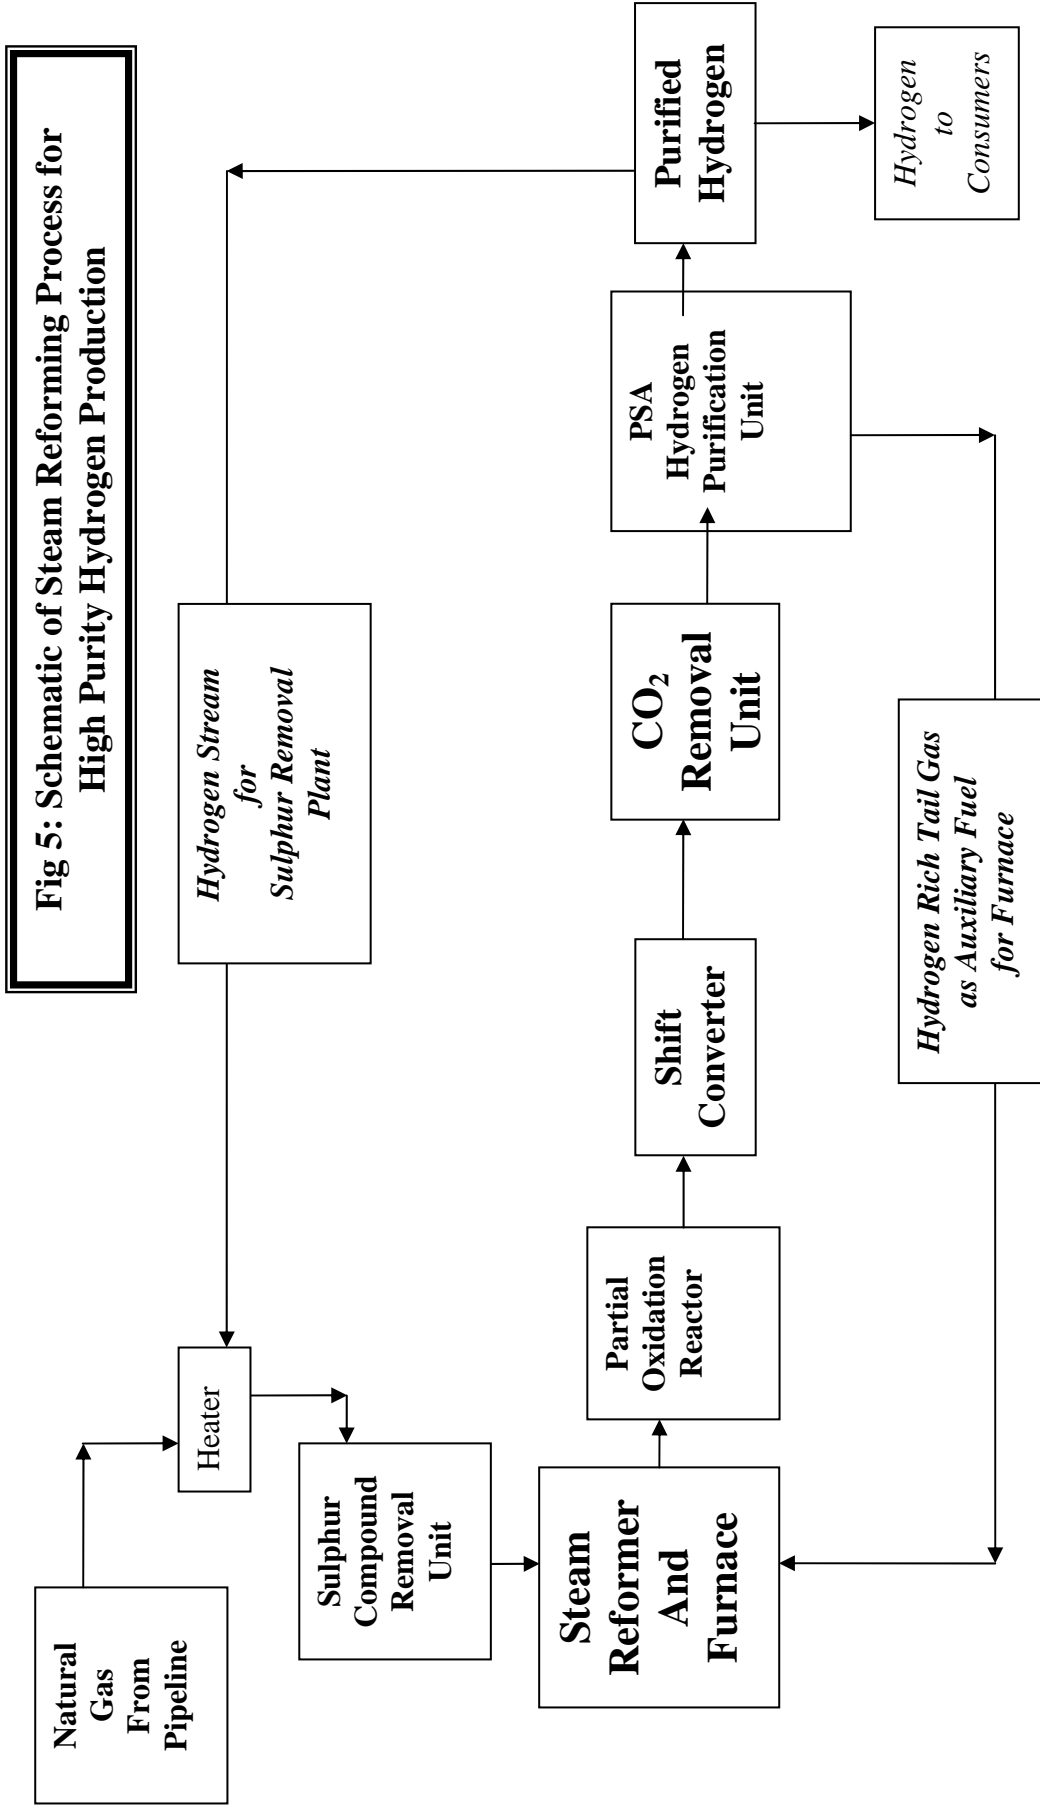 Fig 5: Schematic of Steam Reforming Process for
High Purity Hydrogen Production
Natural
Gas
From
Pipeline
Heater
Hydrogen Stream
for
Sulphur Removal
Plant
Sulphur
Compound
Removal
Unit
Steam
Reformer
And
Furnace
Partial
Oxidation
Reactor
Shift
Converter
CO₂
Removal
Unit
PSA
Hydrogen
Purification
Unit
Purified
Hydrogen
Hydrogen
to
Consumers
Hydrogen Rich Tail Gas
as Auxiliary Fuel
for Furnace